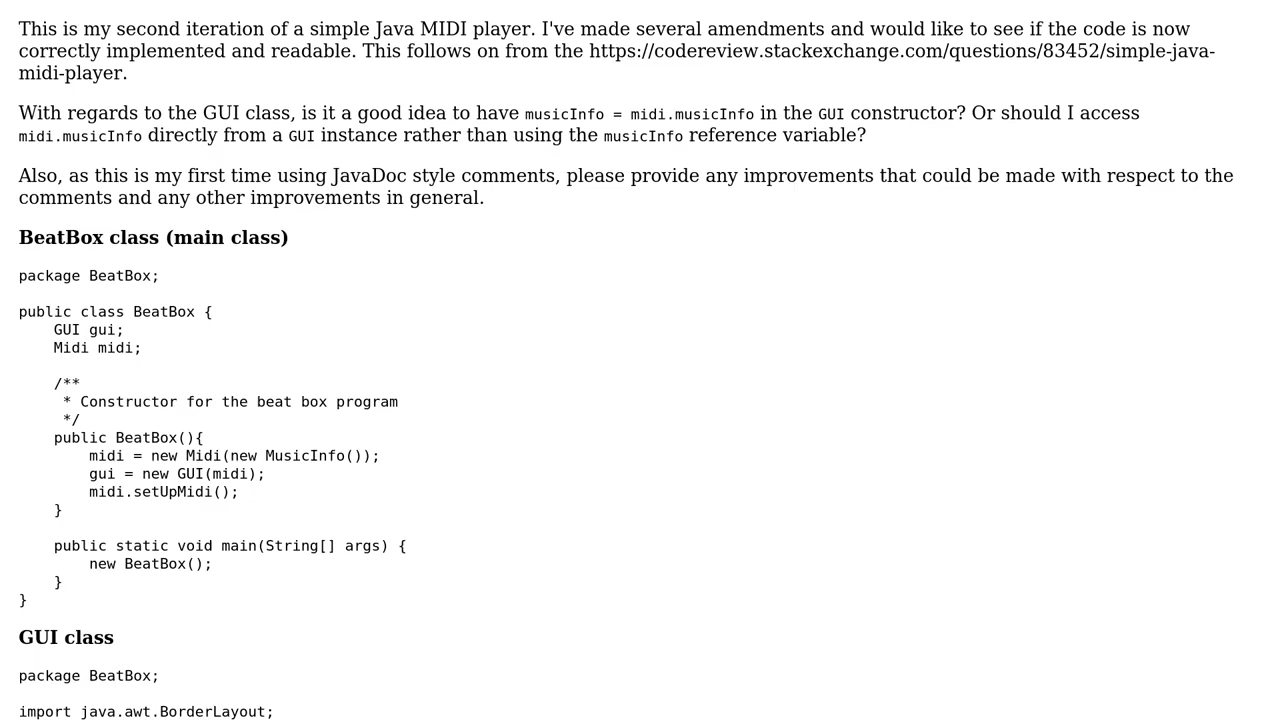 This is my second iteration of a simple Java MIDI player. I've made several amendments and would like to see if the code is now
correctly implemented and readable. This follows on from the https://codereview.stackexchange.com/questions/83452/simple-java-
midi-player.
With regards to the GUI class, is it a good idea to have musicInfo = midi.musicInfo in the GUI constructor? Or should I access
midi.musicInfo directly from a GUI instance rather than using the musicInfo reference variable?
Also, as this is my first time using JavaDoc style comments, please provide any improvements that could be made with respect to the
comments and any other improvements in general.
BeatBox class (main class)
package BeatBox;
public class BeatBox {
    GUI gui;
    Midi midi;
    /**
     * Constructor for the beat box program
     */
    public BeatBox(){
        midi = new Midi(new MusicInfo());
        gui = new GUI(midi);
        midi.setUpMidi();
    }
    public static void main(String[] args) {
        new BeatBox();
    }
}
GUI class
package BeatBox;
import java.awt.BorderLayout;